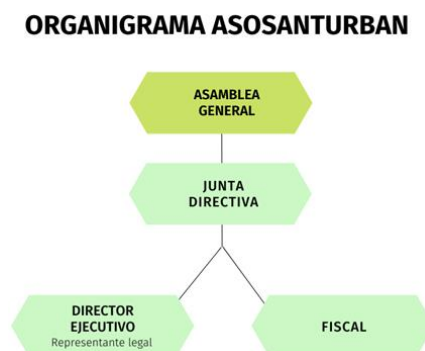 ORGANIGRAMA ASOSANTURBAN
ASAMBLEA
GENERAL
JUNTA
DIRECTIVA
DIRECTOR
EJECUTIVO
Representante legal
FISCAL